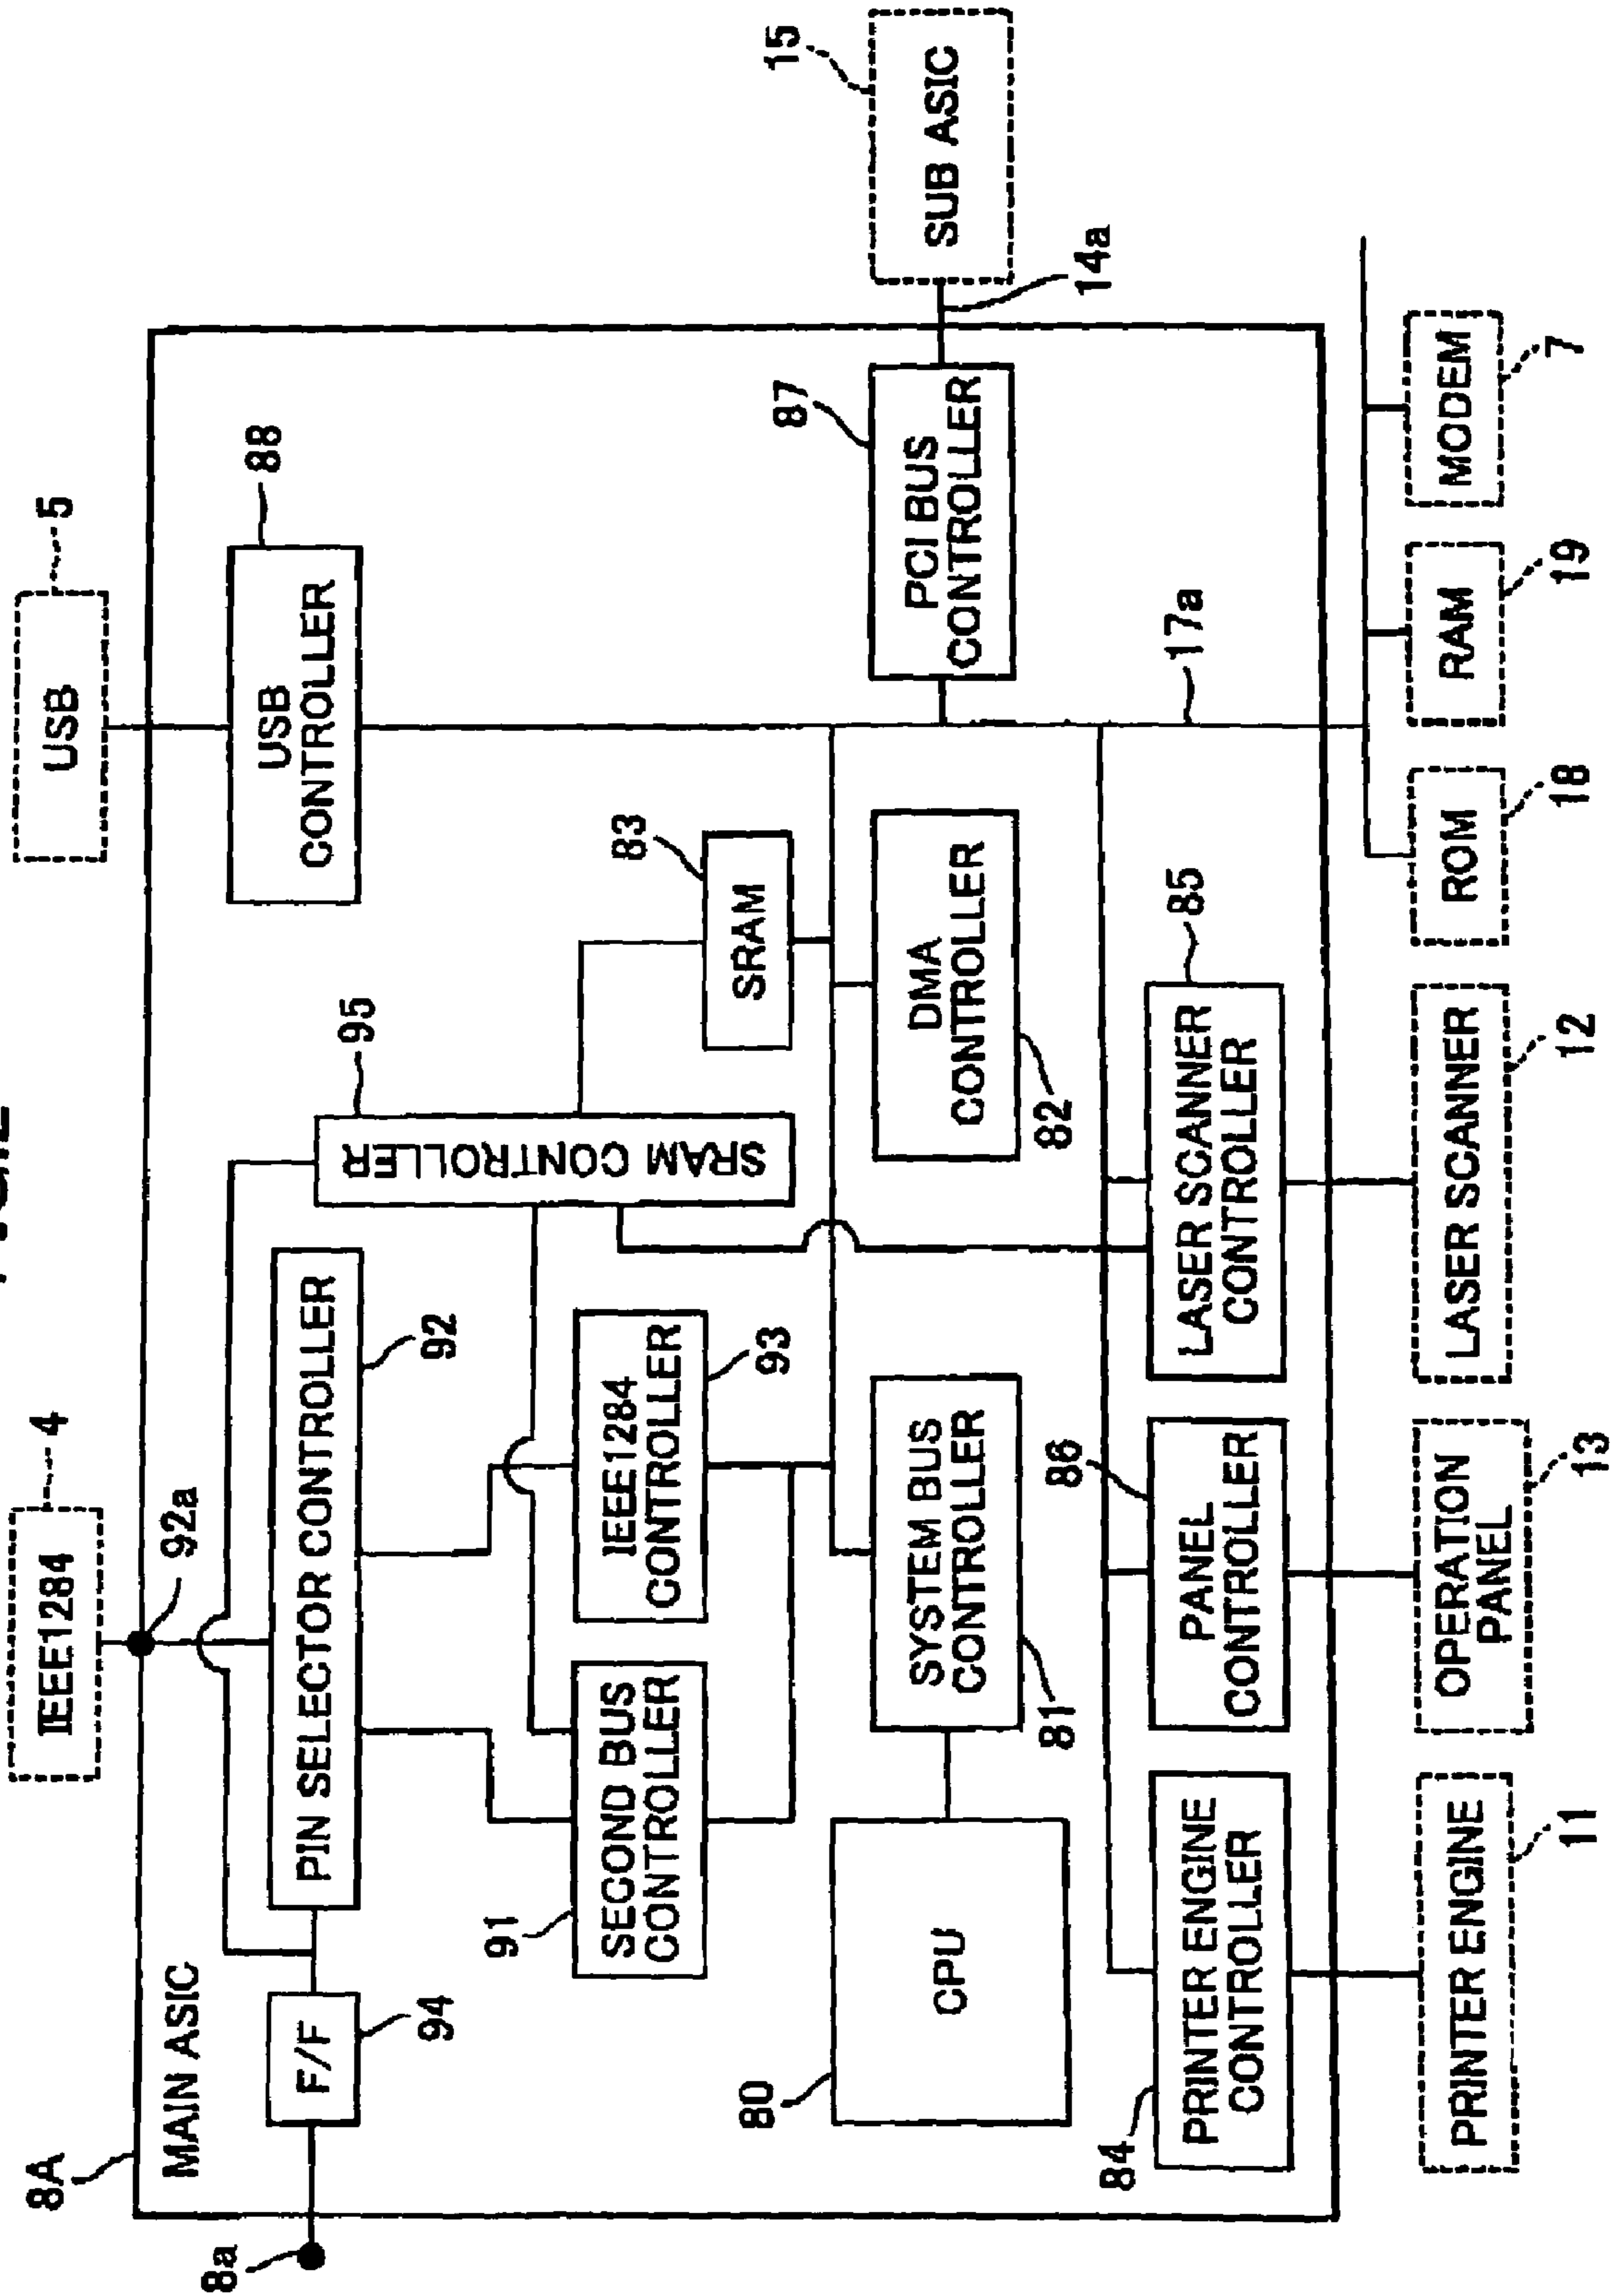 IEEE1284
4
USB
5
8A
MAIN ASIC
92a
8a
F/F
94
PIN SELECTOR CONTROLLER
92
95
SRAM CONTROLLER
USB
CONTROLLER
88
91
SECOND BUS
CONTROLLER
IEEE1284
CONTROLLER
93
SRAM
83
80
CPU
SYSTEM BUS
CONTROLLER
81
DMA
CONTROLLER
82
PCI BUS
CONTROLLER
87
14a
SUB ASIC
15
17a
84
PRINTER ENGINE
CONTROLLER
86
PANEL
CONTROLLER
LASER SCANNER
CONTROLLER
85
PRINTER ENGINE
11
OPERATION
PANEL
13
LASER SCANNER
12
ROM
18
RAM
19
MODEM
7